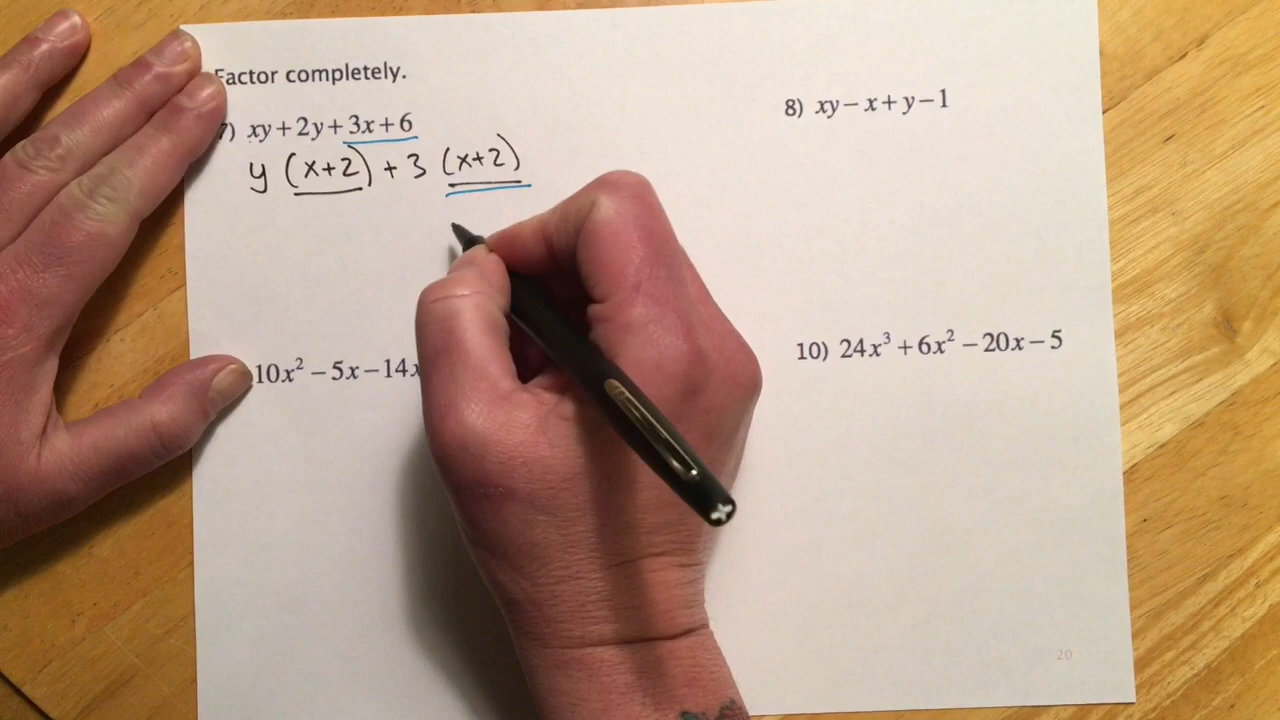 Factor completely.
7) xy+2y+3x+6
y (x+2) + 3 (x+2)
8) xy−x+y−1
10x² − 5x − 14x
10) 24x³ + 6x² − 20x − 5
20